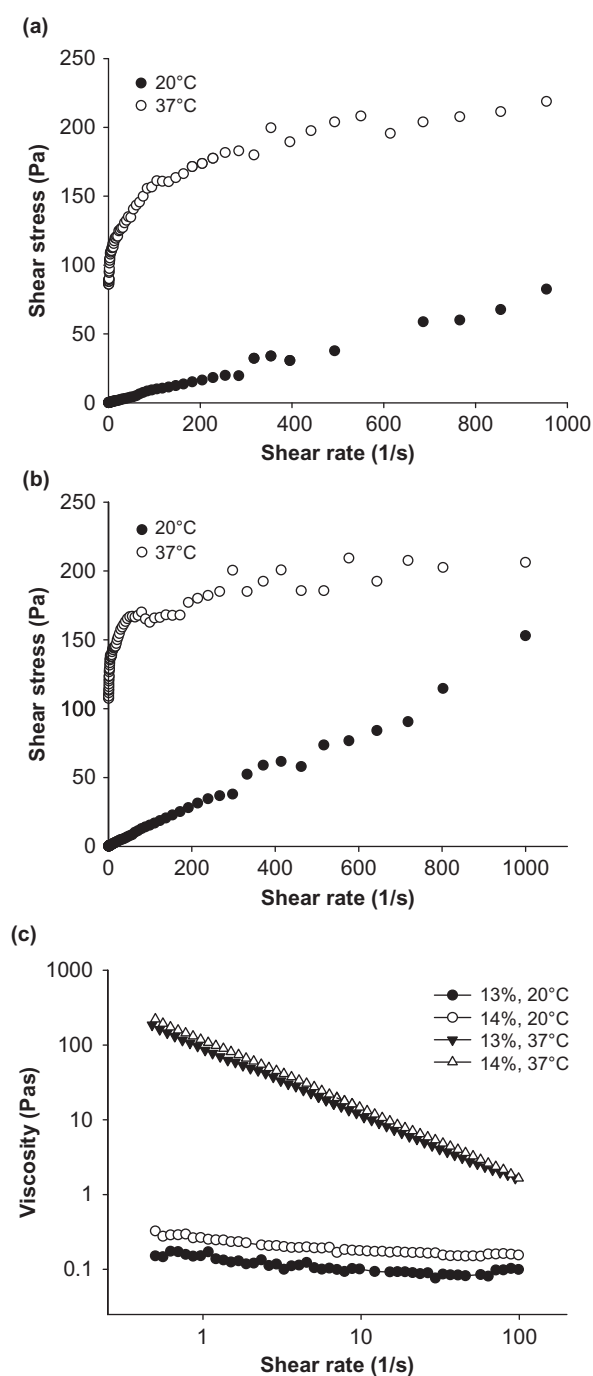 (a)
250
200
150
100
50
0
Shear stress (Pa)
20°C
37°C
0 200 400 600 800 1000
Shear rate (1/s)
(b)
250
200
150
100
50
0
Shear stress (Pa)
20°C
37°C
0 200 400 600 800 1000
Shear rate (1/s)
(c)
1000
100
10
1
0.1
Viscosity (Pas)
13%, 20°C
14%, 20°C
13%, 37°C
14%, 37°C
1 10 100
Shear rate (1/s)